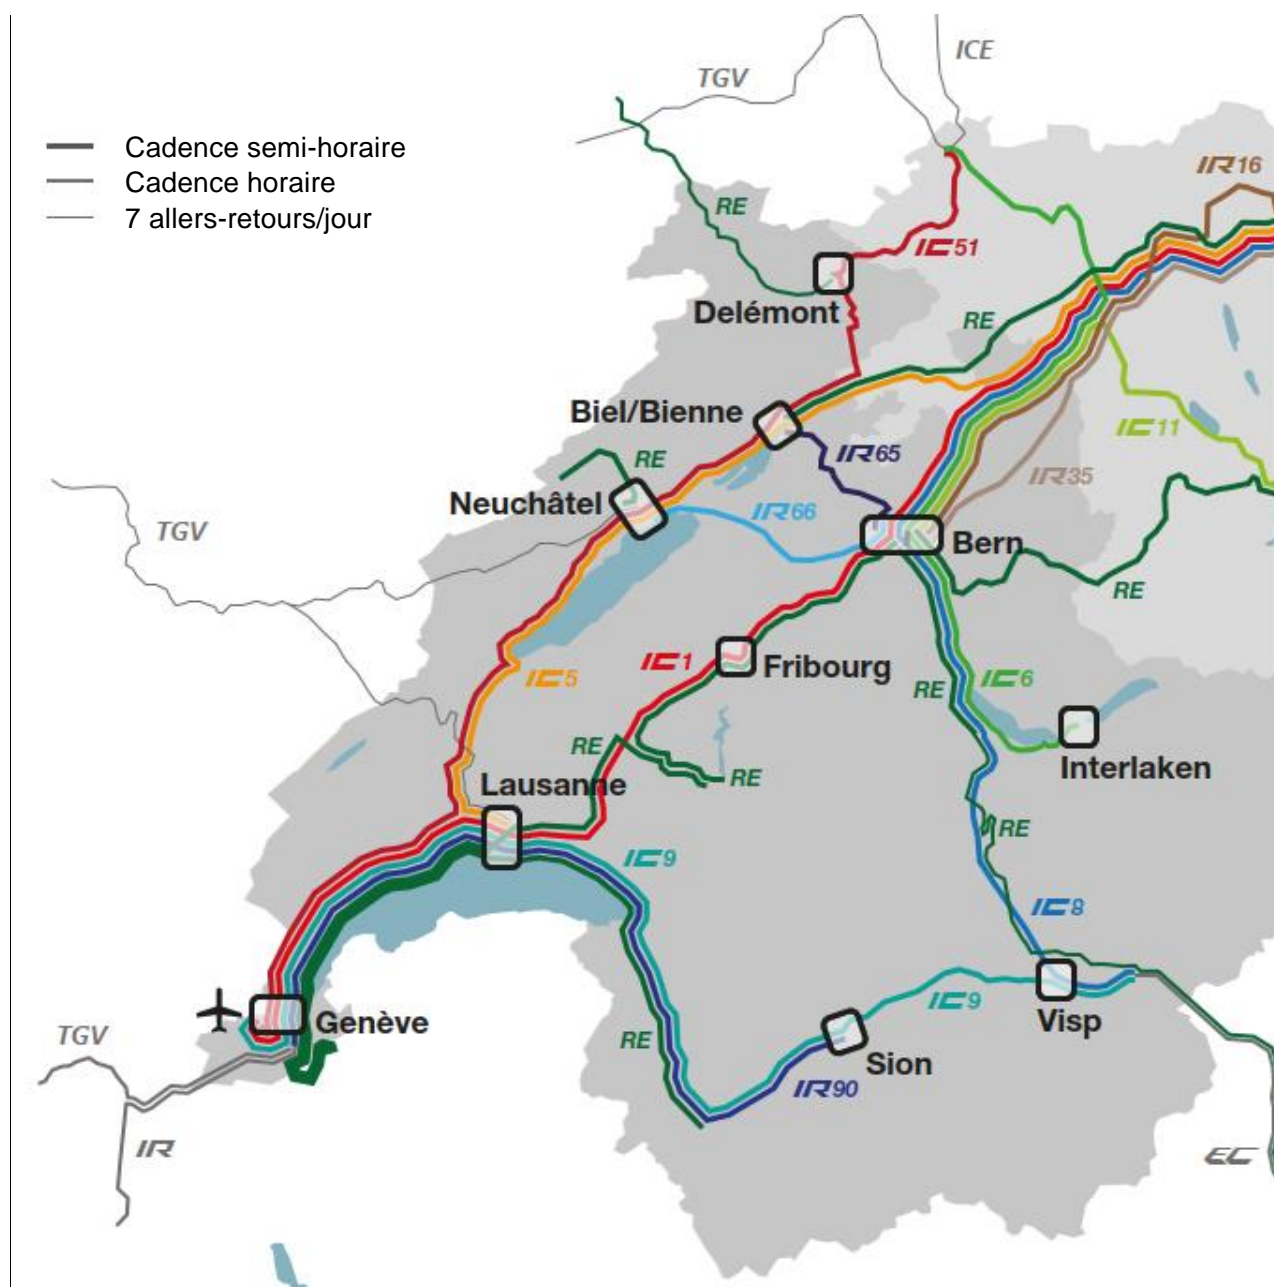 ICE
TGV
Cadence semi-horaire
Cadence horaire
7 allers-retours/jour
IR16
RE
IC51
Delémont
RE
Biel/Bienne
IC11
RE
IR65
IR35
Neuchâtel
IR66
TGV
Bern
RE
IC1
Fribourg
IC5
IC6
RE
RE
RE
Interlaken
Lausanne
RE
IC9
IC8
TGV
Genève
IC9
Visp
RE
Sion
IR90
IR
EC